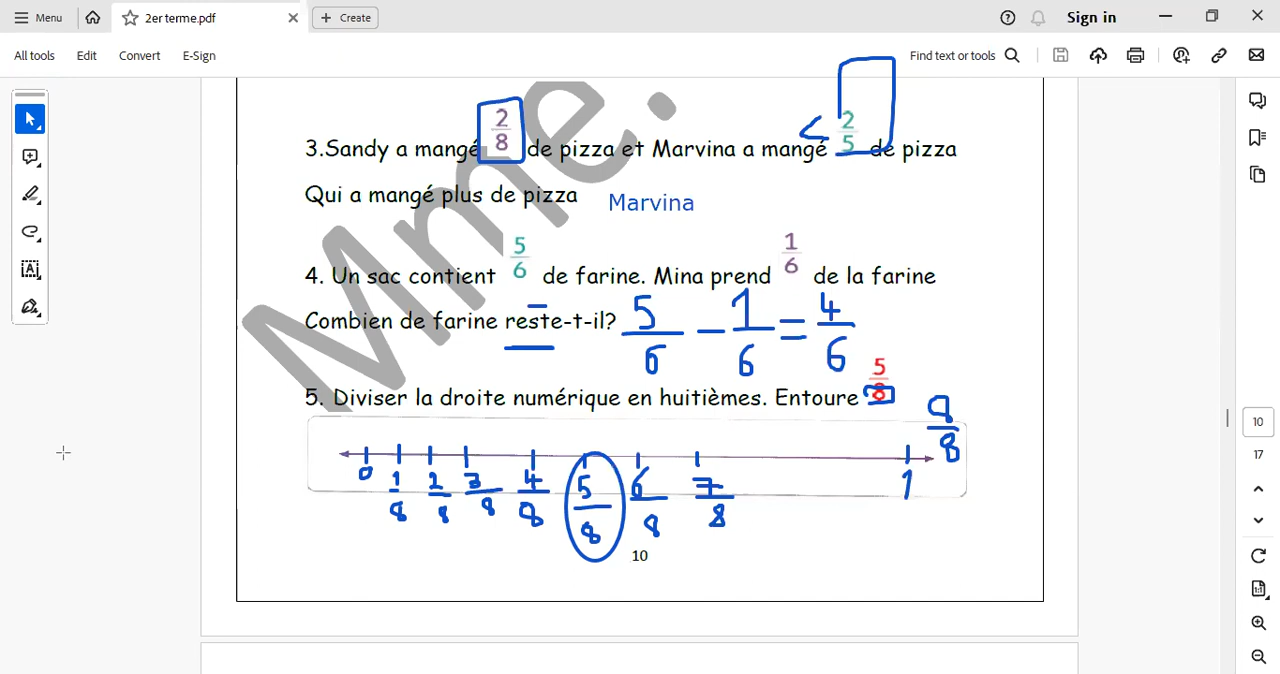 Menu 2er terme.pdf Create Sign in
All tools Edit Convert E-Sign Find text or tools
3.Sandy a mangé 2/8 de pizza et Marvina a mangé < 2/5 de pizza
Qui a mangé plus de pizza Marvina
4. Un sac contient 5/6 de farine. Mina prend 1/6 de la farine
Combien de farine reste-t-il? 5/6 - 1/6 = 4/6
5. Diviser la droite numérique en huitièmes. Entoure 5/8
0 1/8 2/8 3/8 4/8 5/8 6/8 7/8 1
10
Mme.
10
17